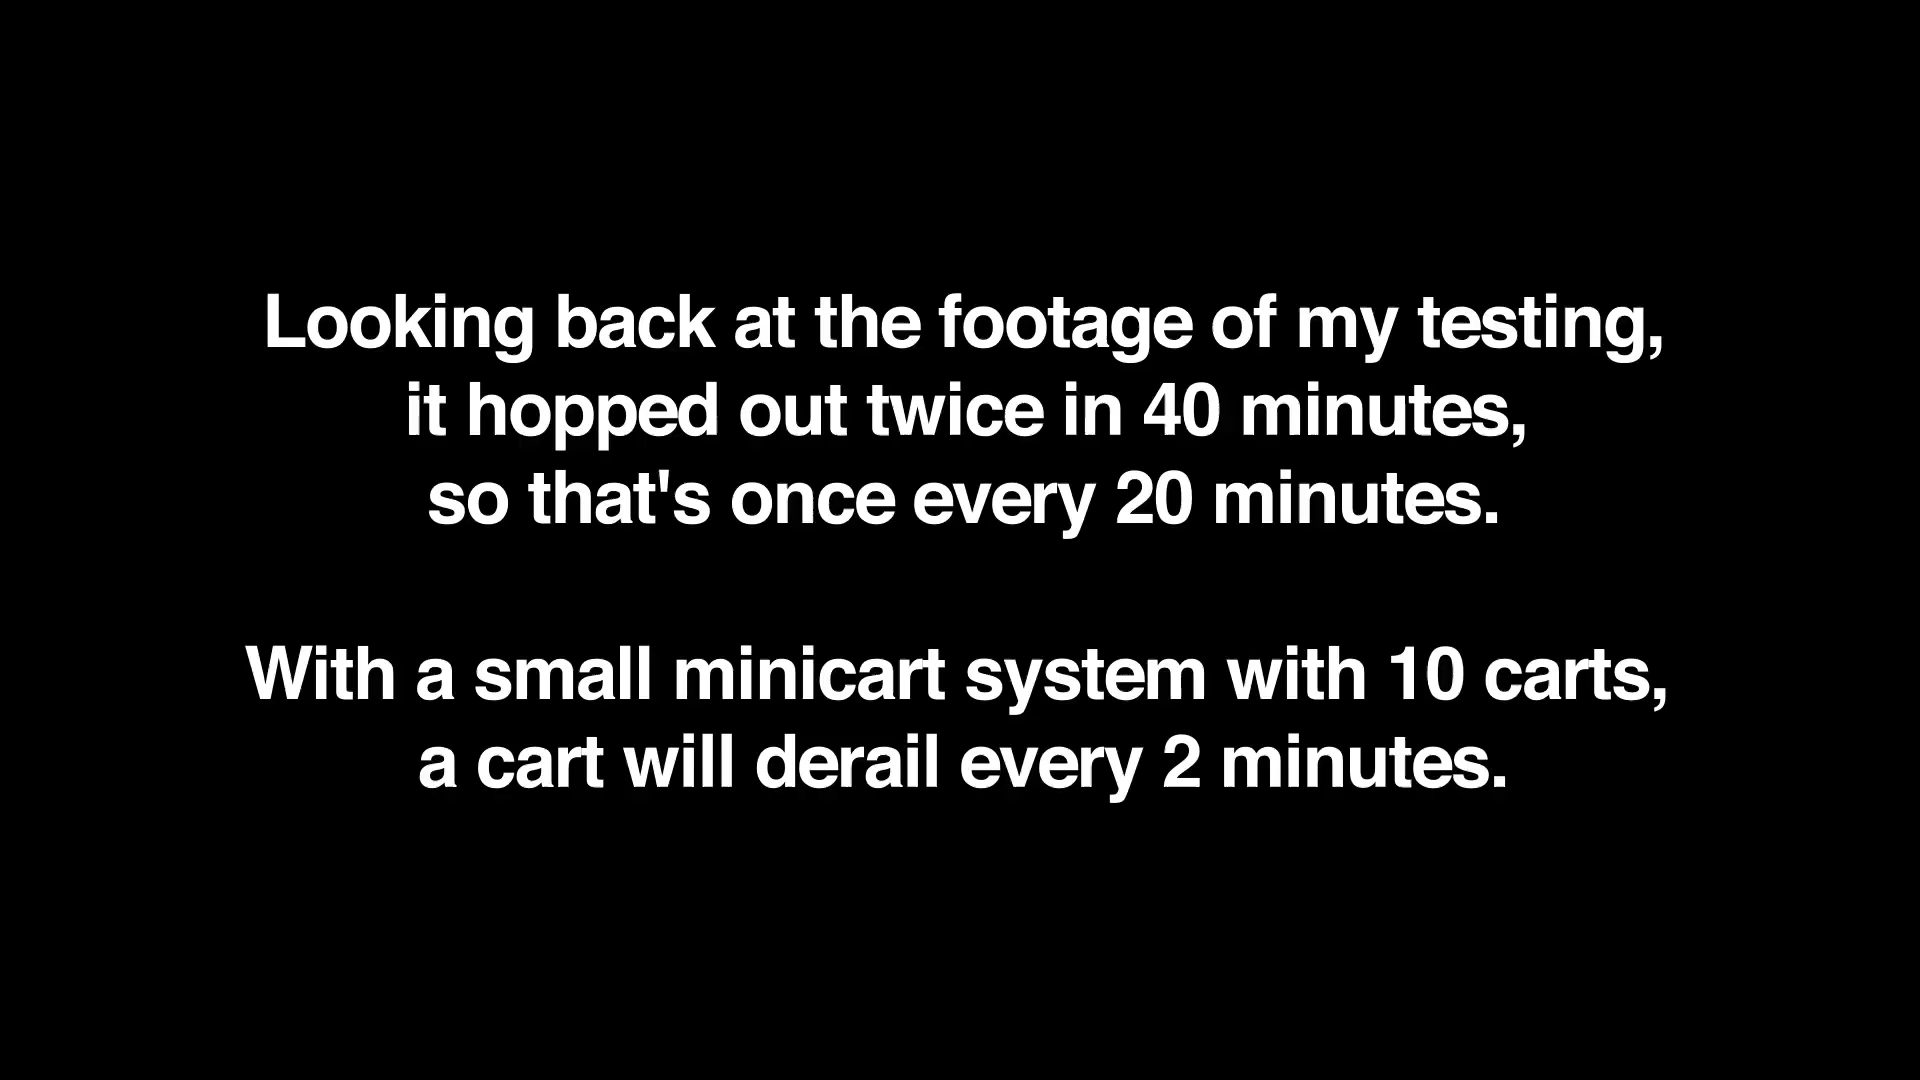 Looking back at the footage of my testing,
it hopped out twice in 40 minutes,
so that's once every 20 minutes.
With a small minicart system with 10 carts,
a cart will derail every 2 minutes.